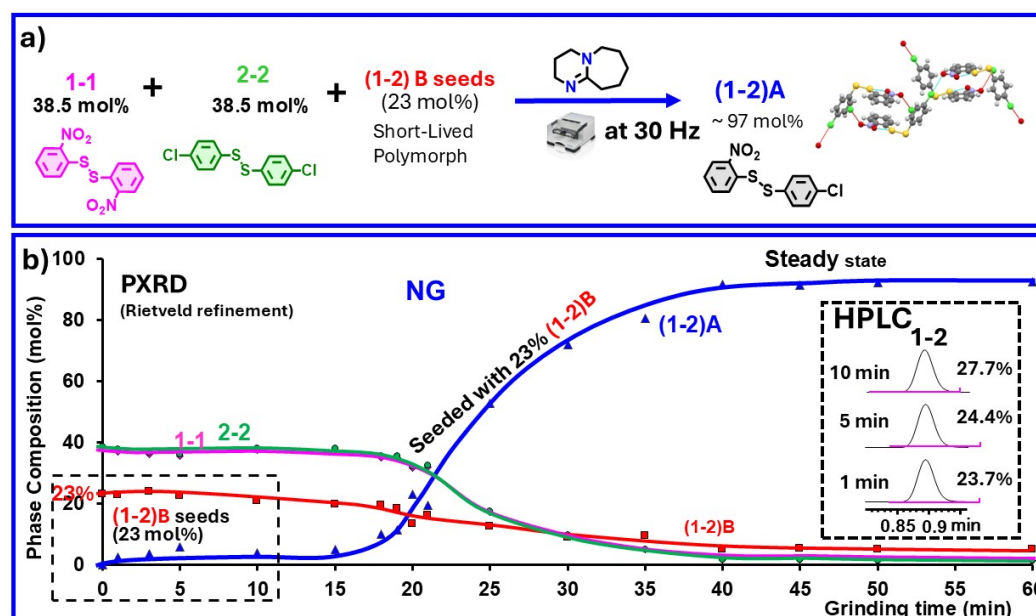 a)
1-1
38.5 mol%
+
2-2
38.5 mol%
+
(1-2) B seeds
(23 mol%)
Short-Lived
Polymorph
N
N
at 30 Hz
(1-2)A
~ 97 mol%
NO2
S
S
O2N
Cl
S
S
Cl
NO2
S
S
Cl
b)
PXRD
(Rietveld refinement)
NG
Steady state
Seeded with 23% (1-2)B
(1-2)A
1-1
2-2
23%
(1-2)B seeds
(23 mol%)
(1-2)B
HPLC
1-2
10 min
27.7%
5 min
24.4%
1 min
23.7%
0.85
0.9
min
Phase Composition (mol%)
100
80
60
40
20
0
0
5
10
15
20
25
30
35
40
45
50
55
Grinding time (min)